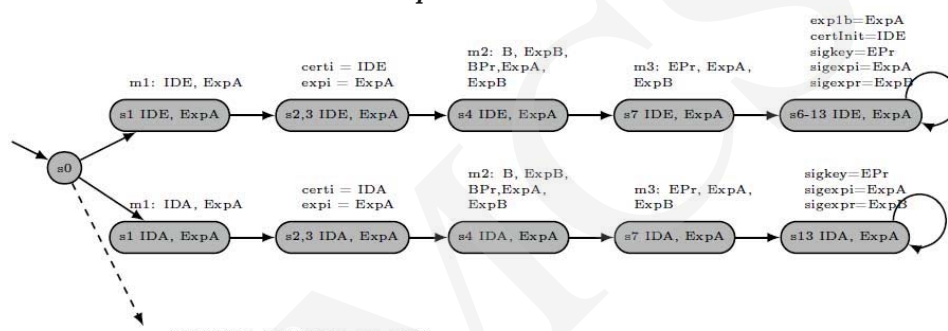 exp1b=ExpA
certInit=IDE
sigkey=EPr
sigexpi=ExpA
sigexpr=ExpB
m2: B, ExpB,
BPr,ExpA,
ExpB
m3: EPr, ExpA,
ExpB
certi = IDE
expi = ExpA
m1: IDE, ExpA
s1 IDE, ExpA
s2,3 IDE, ExpA
s4 IDE, ExpA
s7 IDE, ExpA
s6-13 IDE, ExpA
s0
m1: IDA, ExpA
certi = IDA
expi = ExpA
m2: B, ExpB,
BPr,ExpA,
ExpB
m3: EPr, ExpA,
ExpB
sigkey=EPr
sigexpi=ExpA
sigexpr=ExpB
s1 IDA, ExpA
s2,3 IDA, ExpA
s4 IDA, ExpA
s7 IDA, ExpA
s13 IDA, ExpA